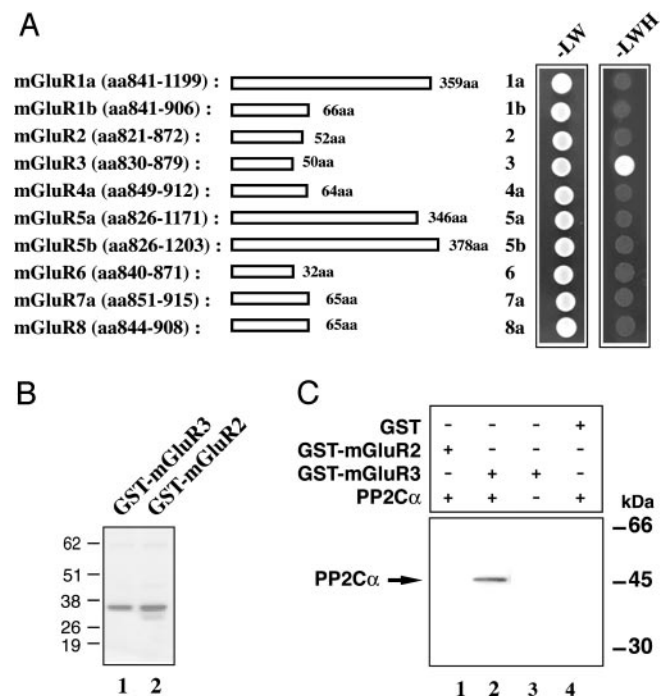 A
-LW -LWH
mGluR1a (aa841-1199) : 359aa 1a
mGluR1b (aa841-906) : 66aa 1b
mGluR2 (aa821-872) : 52aa 2
mGluR3 (aa830-879) : 50aa 3
mGluR4a (aa849-912) : 64aa 4a
mGluR5a (aa826-1171) : 346aa 5a
mGluR5b (aa826-1203) : 378aa 5b
mGluR6 (aa840-871) : 32aa 6
mGluR7a (aa851-915) : 65aa 7a
mGluR8 (aa844-908) : 65aa 8a
B
GST-mGluR3
GST-mGluR2
62
51
38
26
19
1 2
C
GST - - - +
GST-mGluR2 + - - -
GST-mGluR3 - + + -
PP2Cα + + - +
kDa
-66
PP2Cα -45
-30
1 2 3 4